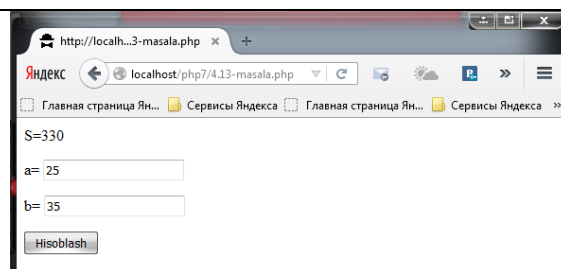 http://localh...3-masala.php × +
Яндекс localhost/php7/4.13-masala.php
Главная страница Ян... Сервисы Яндекса Главная страница Ян... Сервисы Яндекса »
S=330
a= 25
b= 35
Hisoblash